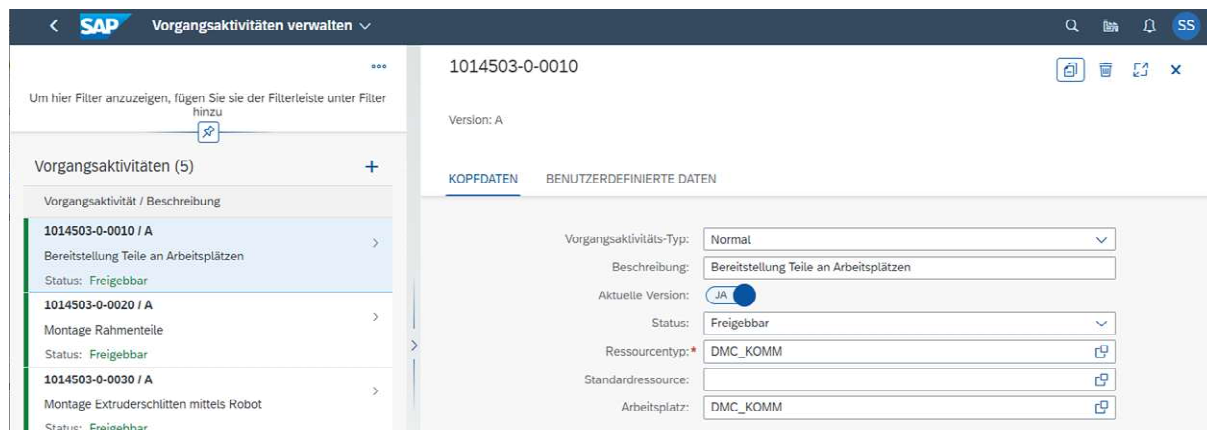 SAP Vorgangsaktivitäten verwalten SS
Um hier Filter anzuzeigen, fügen Sie sie der Filterleiste unter Filter
hinzu
Vorgangsaktivitäten (5) +
Vorgangsaktivität / Beschreibung
1014503-0-0010 / A
Bereitstellung Teile an Arbeitsplätzen
Status: Freigebbar
1014503-0-0020 / A
Montage Rahmenteile
Status: Freigebbar
1014503-0-0030 / A
Montage Extruderschlitten mittels Robot
Status: Freigebbar
1014503-0-0010
Version: A
KOPFDATEN BENUTZERDEFINIERTE DATEN
Vorgangsaktivitäts-Typ: Normal
Beschreibung: Bereitstellung Teile an Arbeitsplätzen
Aktuelle Version: JA
Status: Freigebbar
Ressourcentyp:* DMC_KOMM
Standardressource:
Arbeitsplatz: DMC_KOMM